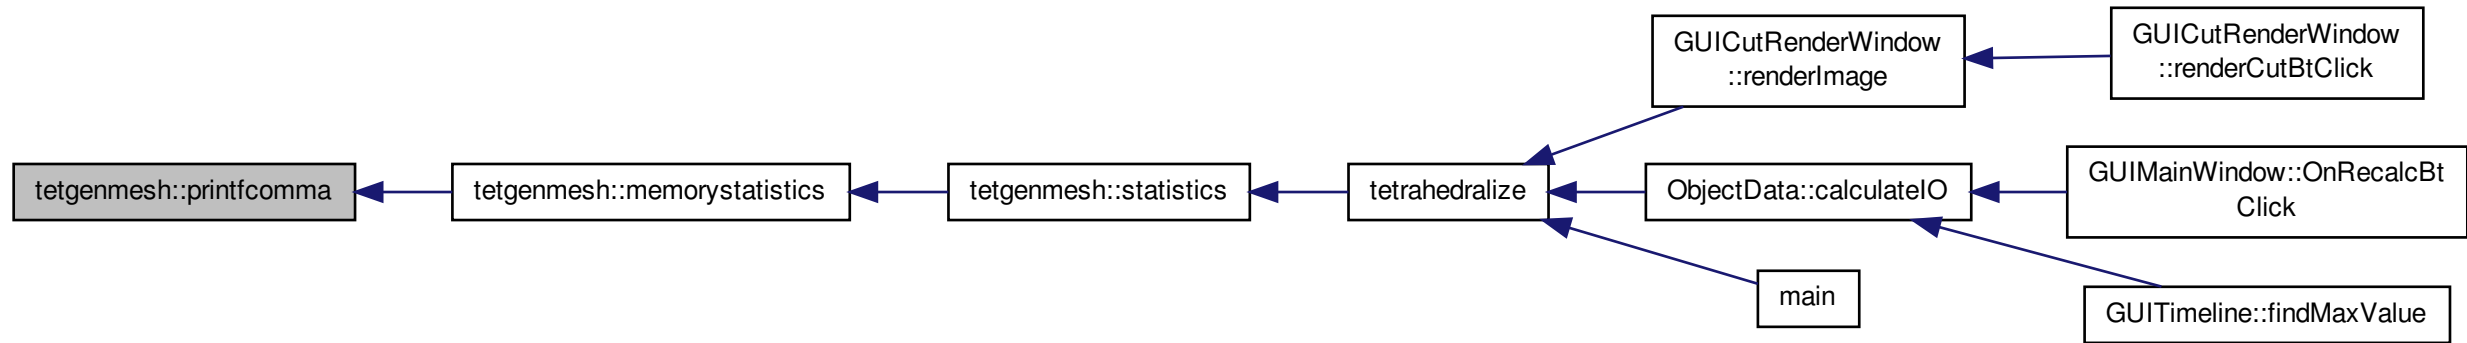 tetgenmesh::printfcomma
tetgenmesh::memorystatistics
tetgenmesh::statistics
tetrahedralize
GUICutRenderWindow
::renderImage
GUICutRenderWindow
::renderCutBtClick
ObjectData::calculateIO
GUIMainWindow::OnRecalcBt
Click
GUITimeline::findMaxValue
main